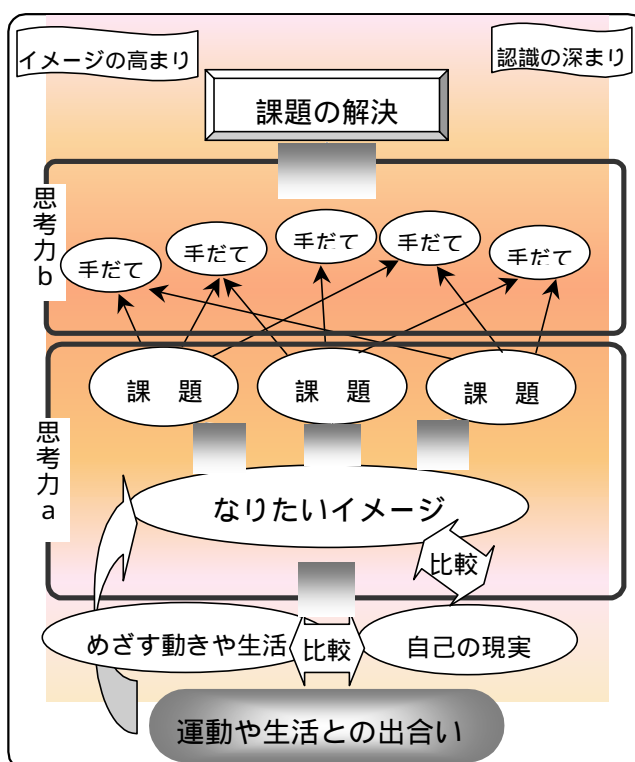 イメージの高まり
認識の深まり
課題の解決
思考力b
手だて
手だて
手だて
手だて
手だて
課　題
課　題
課　題
思考力a
なりたいイメージ
比較
めざす動きや生活
比較
自己の現実
運動や生活との出合い